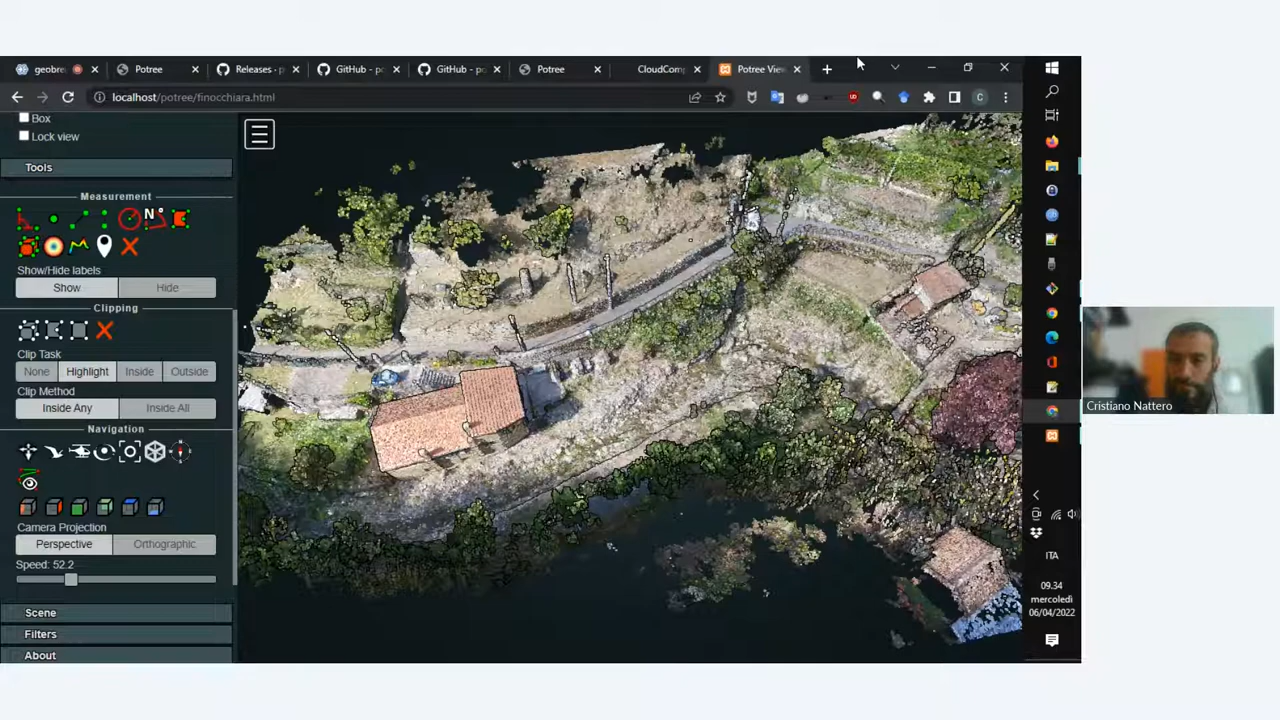 geobre
Potree
Releases · p
GitHub - po
GitHub - po
Potree
CloudComp
Potree View
localhost/potree/finocchiara.html
C
Box
Lock view
Tools
Measurement
N °
Show/Hide labels
Show Hide
Clipping
Clip Task
None Highlight Inside Outside
Clip Method
Inside Any Inside All
Navigation
Camera Projection
Perspective Orthographic
Speed: 52.2
Scene
Filters
About
Cristiano Nattero
ITA
09.34
mercoledì
06/04/2022